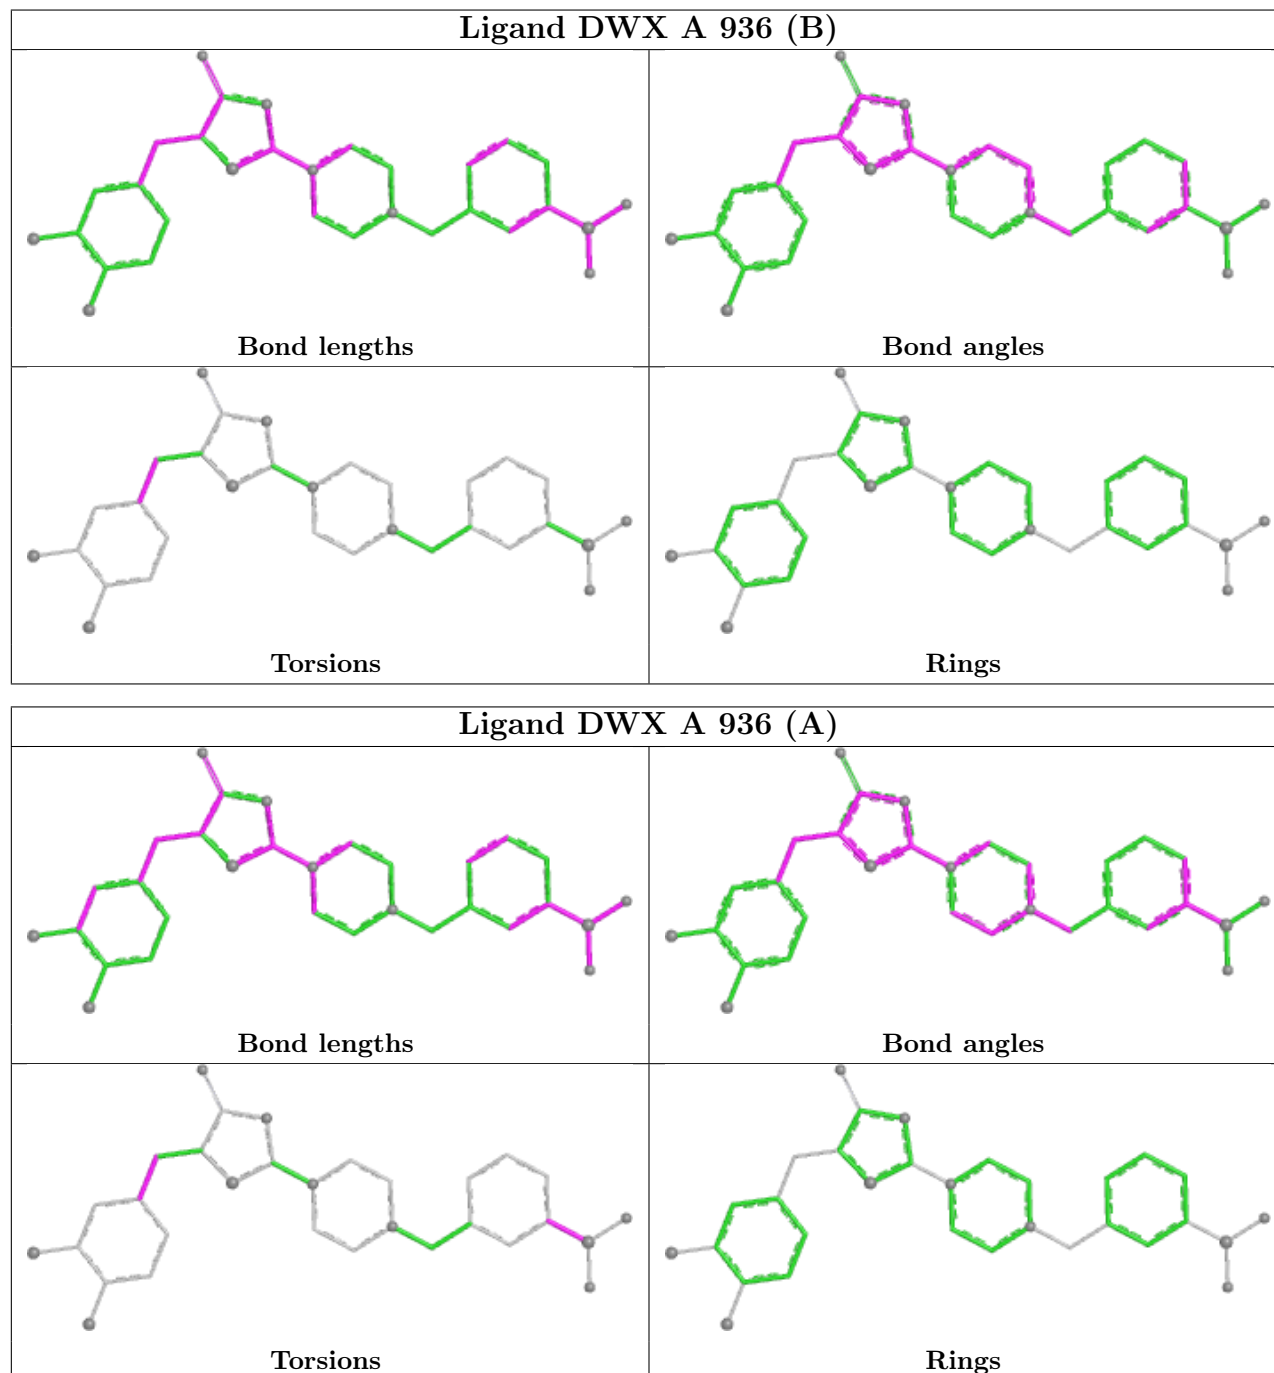 Ligand DWX A 936 (B)
Bond lengths
Bond angles
Torsions
Rings
Ligand DWX A 936 (A)
Bond lengths
Bond angles
Torsions
Rings